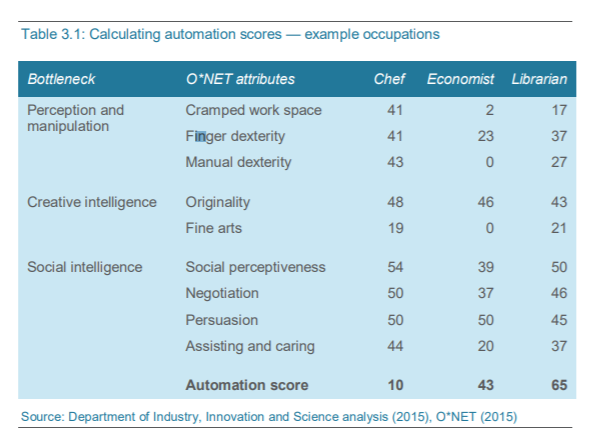 Table 3.1: Calculating automation scores — example occupations
Bottleneck O*NET attributes Chef Economist Librarian
Perception and manipulation Cramped work space 41 2 17
Finger dexterity 41 23 37
Manual dexterity 43 0 27
Creative intelligence Originality 48 46 43
Fine arts 19 0 21
Social intelligence Social perceptiveness 54 39 50
Negotiation 50 37 46
Persuasion 50 50 45
Assisting and caring 44 20 37
Automation score 10 43 65
Source: Department of Industry, Innovation and Science analysis (2015), O*NET (2015)